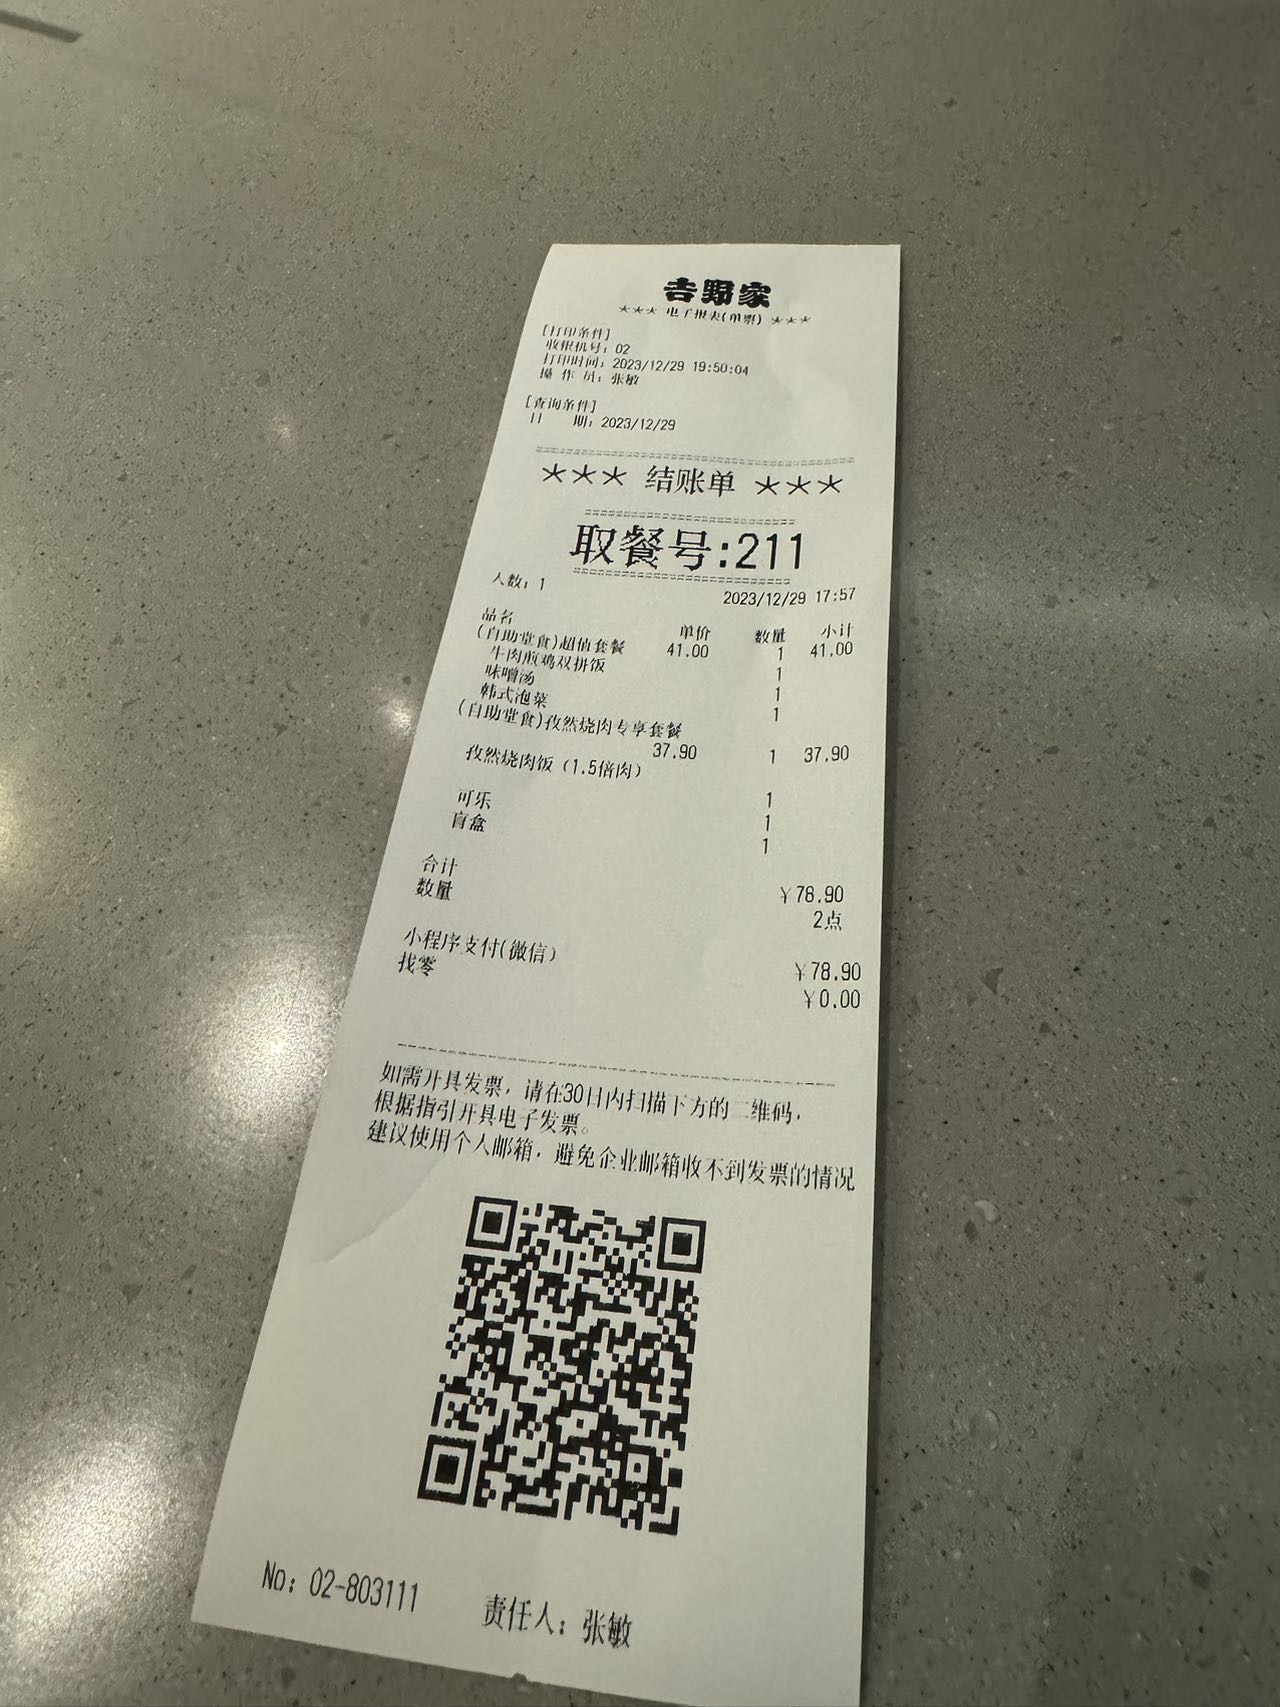 吉野家
*** 电子报表(单票) ***
[打印条件]
收银机号: 02
打印时间: 2023/12/29 19:50:04
操 作 员: 张敏
[查询条件]
日 期: 2023/12/29
*** 结账单 ***
取餐号:211
人数: 1 2023/12/29 17:57
品名 单价 数量 小计
(自助堂食)超值套餐 41.00 1 41.00
牛肉煎鸡双拼饭 1
味噌汤 1
韩式泡菜 1
(自助堂食)孜然烧肉专享套餐
37.90 1 37.90
孜然烧肉饭 (1.5倍肉)
1
可乐 1
盲盒 1
合计 ¥78.90
数量 2点
小程序支付(微信) ¥78.90
找零 ¥0.00
如需开具发票, 请在30日内扫描下方的二维码,
根据指引开具电子发票。
建议使用个人邮箱, 避免企业邮箱收不到发票的情况
No: 02-803111 责任人: 张敏